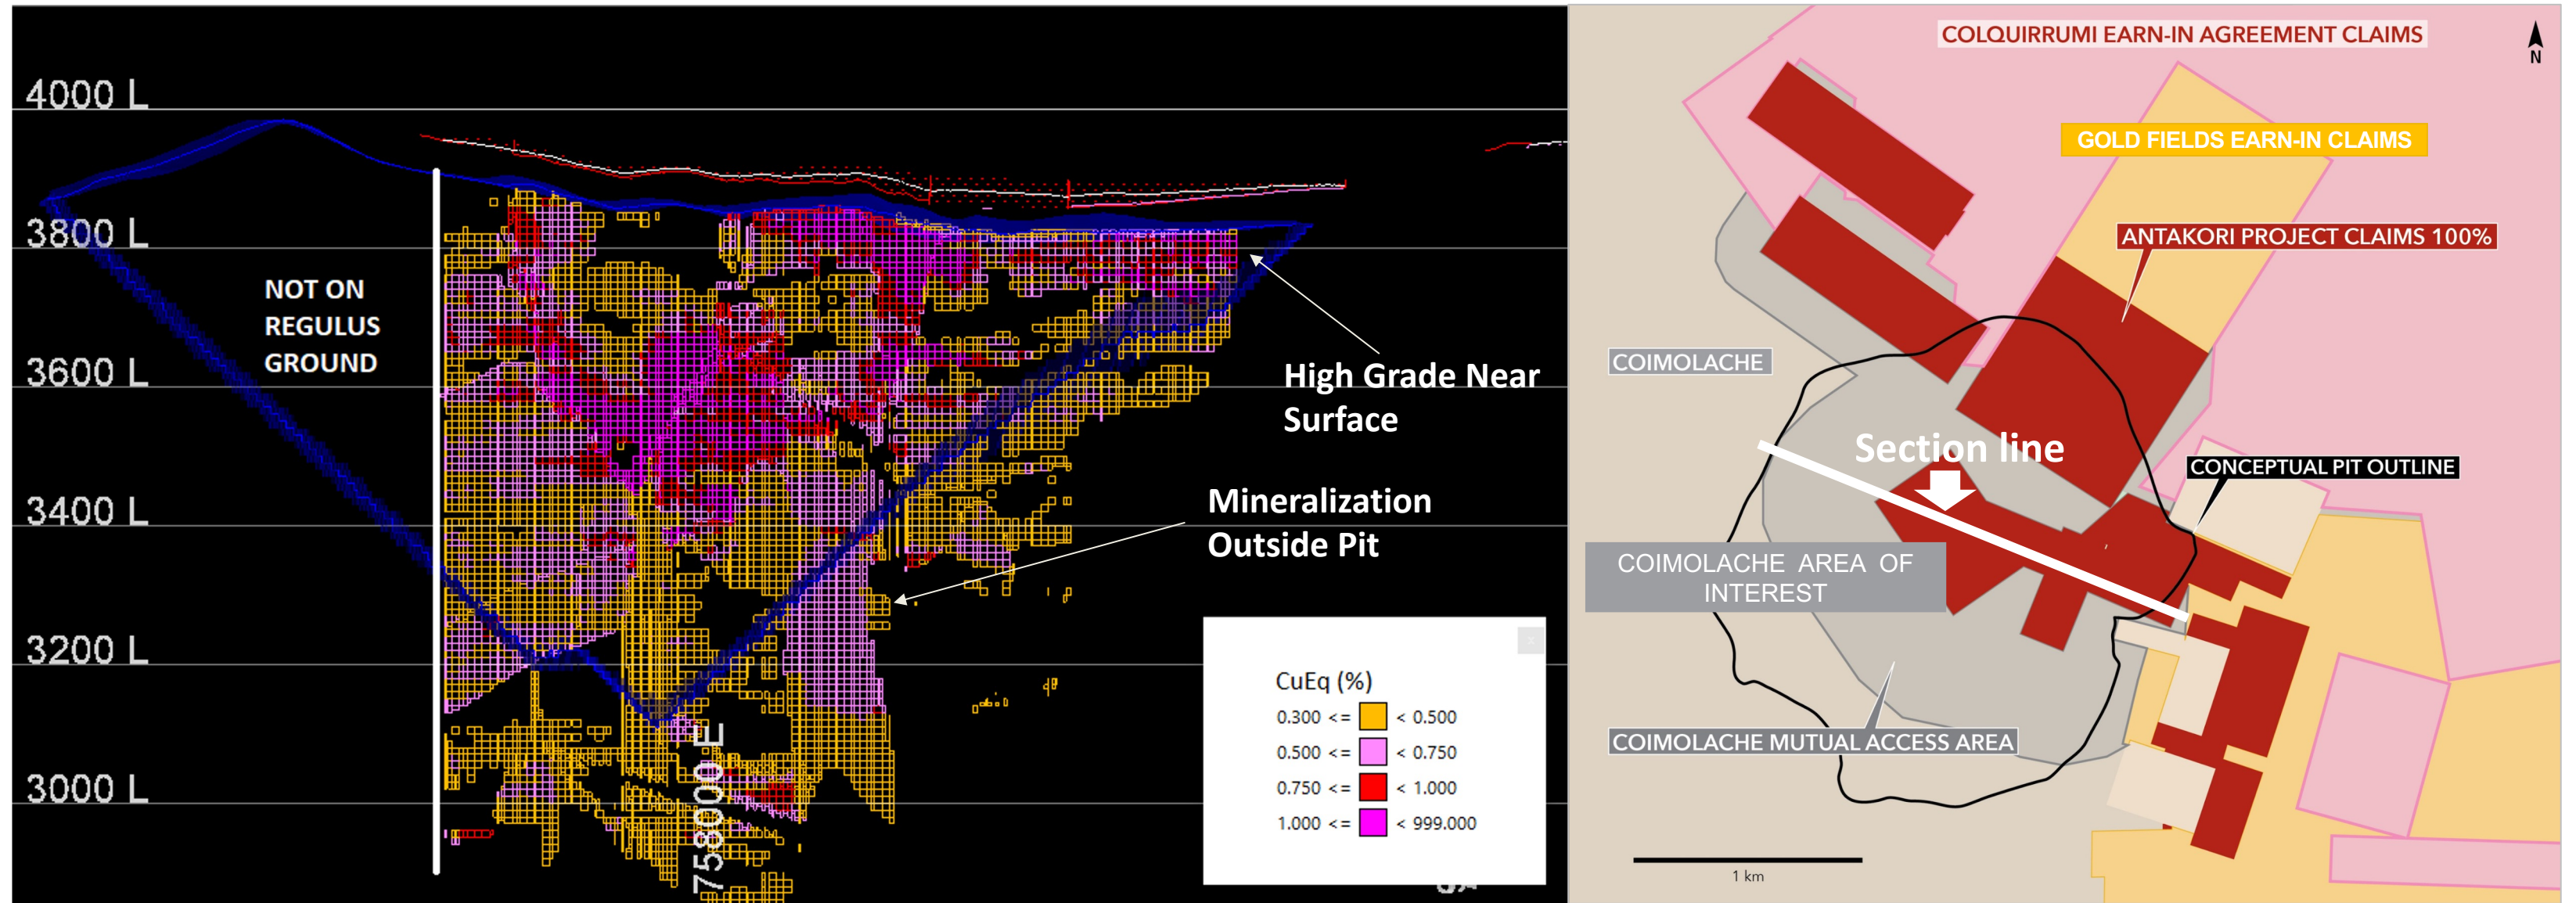 4000 L
3800 L
3600 L
3400 L
3200 L
3000 L
NOT ON
REGULUS
GROUND
758000 E
High Grade Near
Surface
Mineralization
Outside Pit
CuEq (%)
0.300 <= < 0.500
0.500 <= < 0.750
0.750 <= < 1.000
1.000 <= < 999.000
COLQUIRRUMI EARN-IN AGREEMENT CLAIMS
N
GOLD FIELDS EARN-IN CLAIMS
ANTAKORI PROJECT CLAIMS 100%
COIMOLACHE
Section line
CONCEPTUAL PIT OUTLINE
COIMOLACHE AREA OF
INTEREST
COIMOLACHE MUTUAL ACCESS AREA
1 km